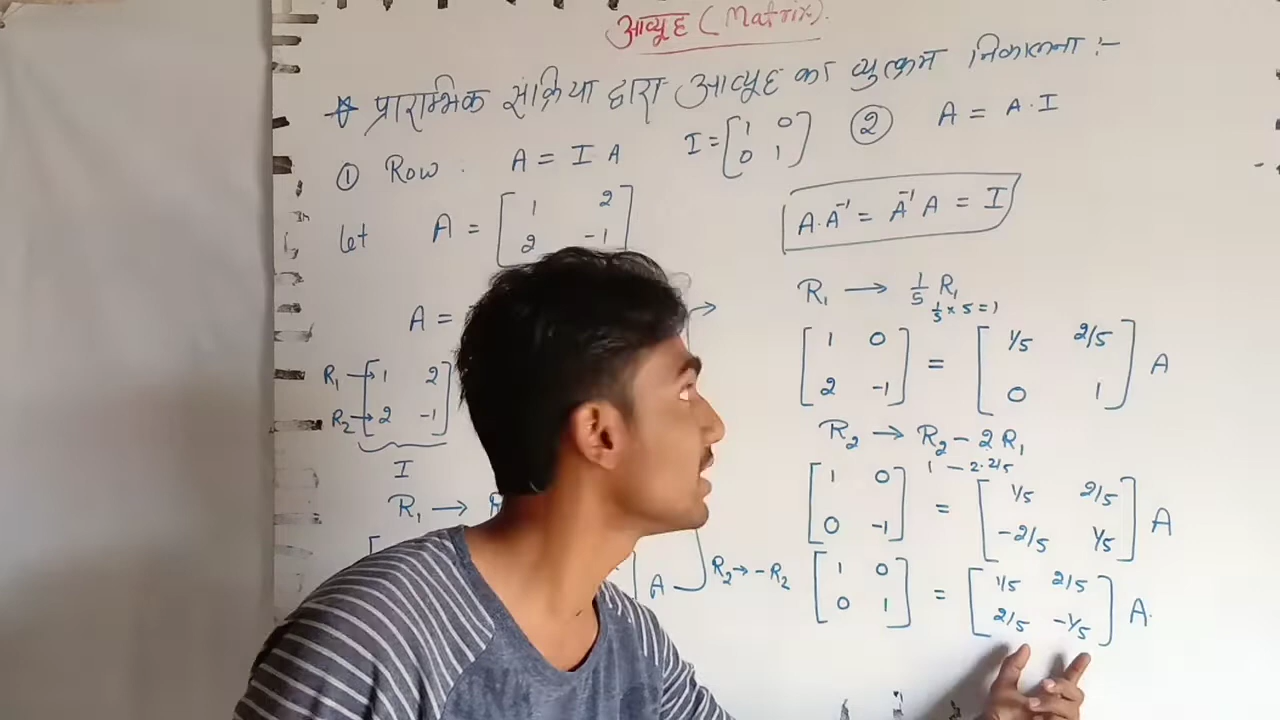 आव्यूह (Matrix).
* प्रारम्भिक संक्रिया द्वारा आव्यूह का व्युत्क्रम निकालना :-
① Row. A = I A
I = [1 0
0 1]
② A = A . I
let A = [1 2
2 -1]
A . A⁻¹ = A⁻¹ A = I
A =
R₁ → [1 2
R₂ → 2 -1]
I
R₁ →
[
[A
R₁ → 1/5 R₁
1/5 × 5 = 1
[1 0
2 -1] = [1/5 2/5
0 1] A
R₂ → R₂ - 2 R₁
1 - 2.2/5
[1 0
0 -1] = [1/5 2/5
-2/5 1/5] A
R₂ → -R₂
[1 0
0 1] = [1/5 2/5
2/5 -1/5] A.